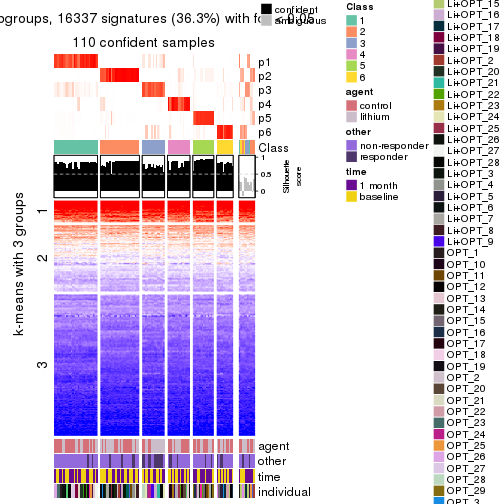 ogroups, 16337 signatures (36.3%) with fdr < 0.05
110 confident samples
confident
ambiguous
p1
p2
p3
p4
p5
p6
Class
1
0.5
0
Silhouette
score
k-means with 3 groups
1
2
3
agent
other
time
individual
Class
1
2
3
4
5
6
agent
control
lithium
other
non-responder
responder
time
1 month
baseline
Li+OPT_15
Li+OPT_16
Li+OPT_17
Li+OPT_18
Li+OPT_19
Li+OPT_2
Li+OPT_20
Li+OPT_21
Li+OPT_22
Li+OPT_23
Li+OPT_24
Li+OPT_25
Li+OPT_26
Li+OPT_27
Li+OPT_28
Li+OPT_3
Li+OPT_4
Li+OPT_5
Li+OPT_6
Li+OPT_7
Li+OPT_8
Li+OPT_9
OPT_1
OPT_10
OPT_11
OPT_12
OPT_13
OPT_14
OPT_15
OPT_16
OPT_17
OPT_18
OPT_19
OPT_2
OPT_20
OPT_21
OPT_22
OPT_23
OPT_24
OPT_25
OPT_26
OPT_27
OPT_28
OPT_29